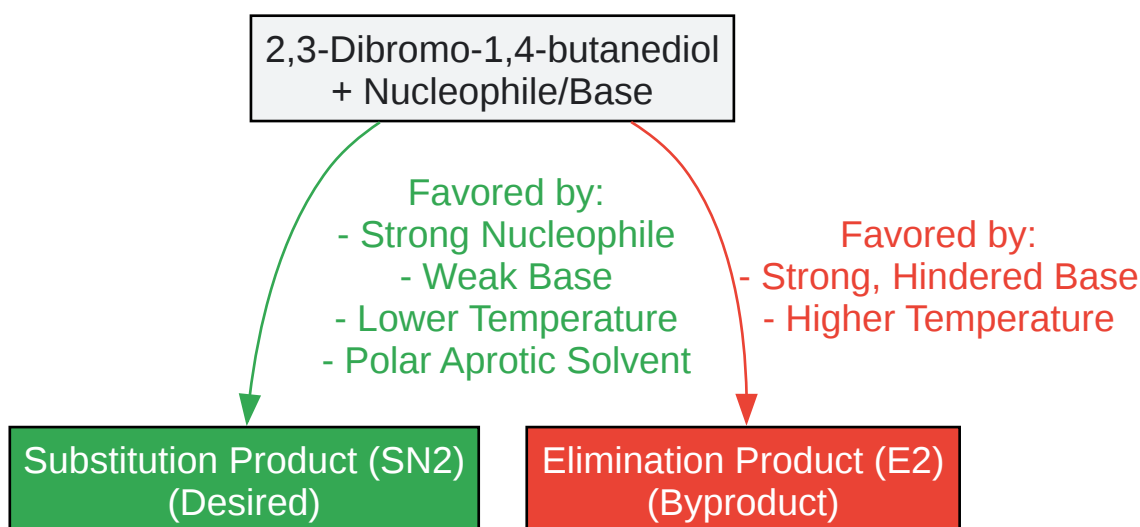 2,3-Dibromo-1,4-butanediol
+ Nucleophile/Base
Favored by:
- Strong Nucleophile
- Weak Base
- Lower Temperature
- Polar Aprotic Solvent
Favored by:
- Strong, Hindered Base
- Higher Temperature
Substitution Product (SN2)
(Desired)
Elimination Product (E2)
(Byproduct)